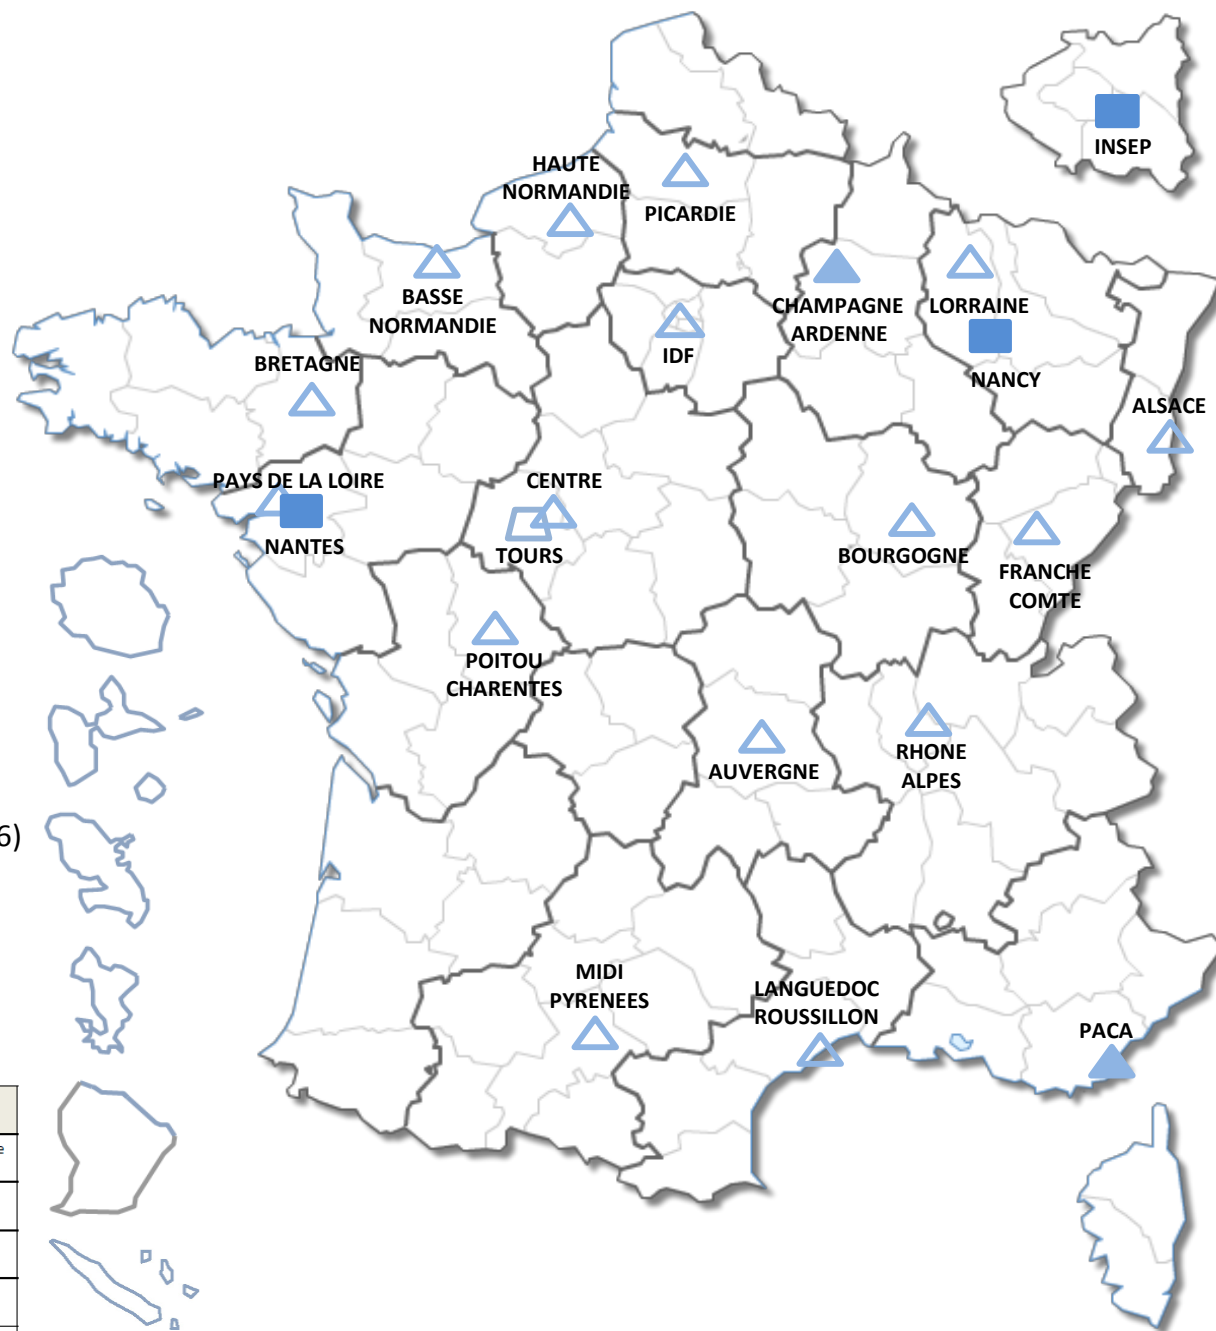 INSEP
HAUTE
NORMANDIE
PICARDIE
BASSE
NORMANDIE
CHAMPAGNE
ARDENNE
LORRAINE
NANCY
IDF
BRETAGNE
ALSACE
PAYS DE LA LOIRE
NANTES
CENTRE
TOURS
BOURGOGNE
FRANCHE
COMTE
POITOU
CHARENTES
AUVERGNE
RHONE
ALPES
6)
MIDI
PYRENEES
LANGUEDOC
ROUSSILLON
PACA
e